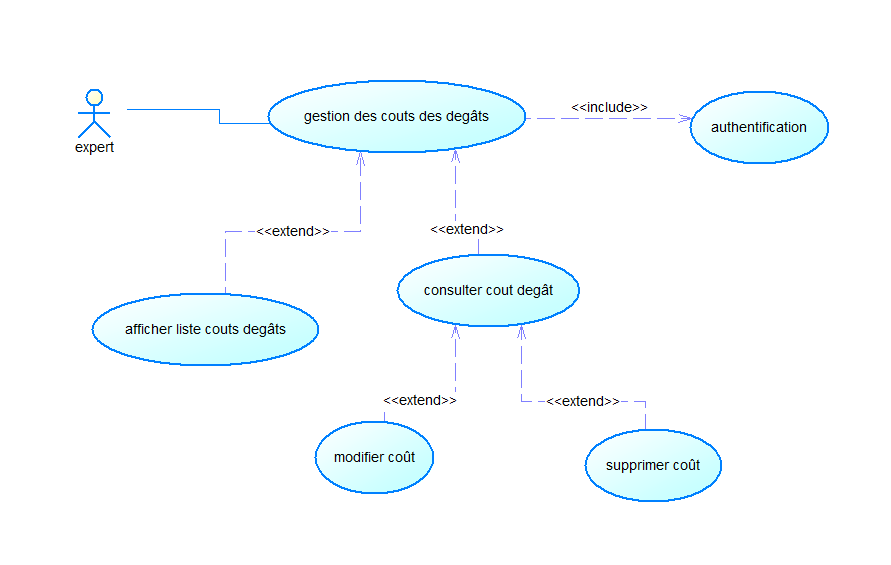 gestion des couts des degâts
<<include>>
authentification
expert
<<extend>>
<<extend>>
consulter cout degât
afficher liste couts degâts
<<extend>>
<<extend>>
modifier coût
supprimer coût